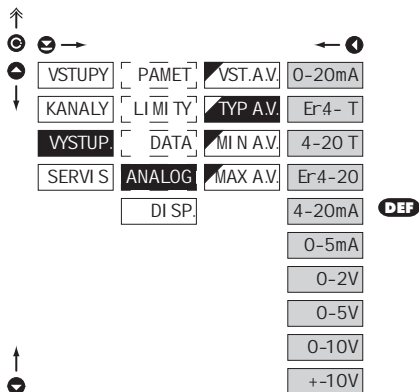 VSTUPY PAMET VST.A.V. 0-20mA
KANALY LIMITY TYP A.V. Er4-T
VYSTUP. DATA MIN A.V. 4-20 T
SERVIS ANALOG MAX A.V. Er4-20
DISP. 4-20mA DEF
0-5mA
0-2V
0-5V
0-10V
+-10V